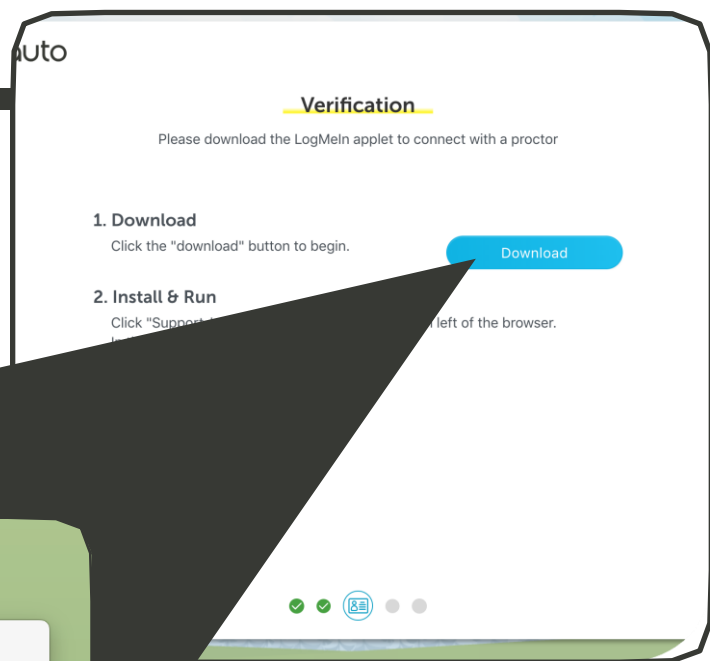 auto
Verification
Please download the LogMeIn applet to connect with a proctor
1. Download
Click the "download" button to begin.
Download
2. Install & Run
Click "Support left of the browser.